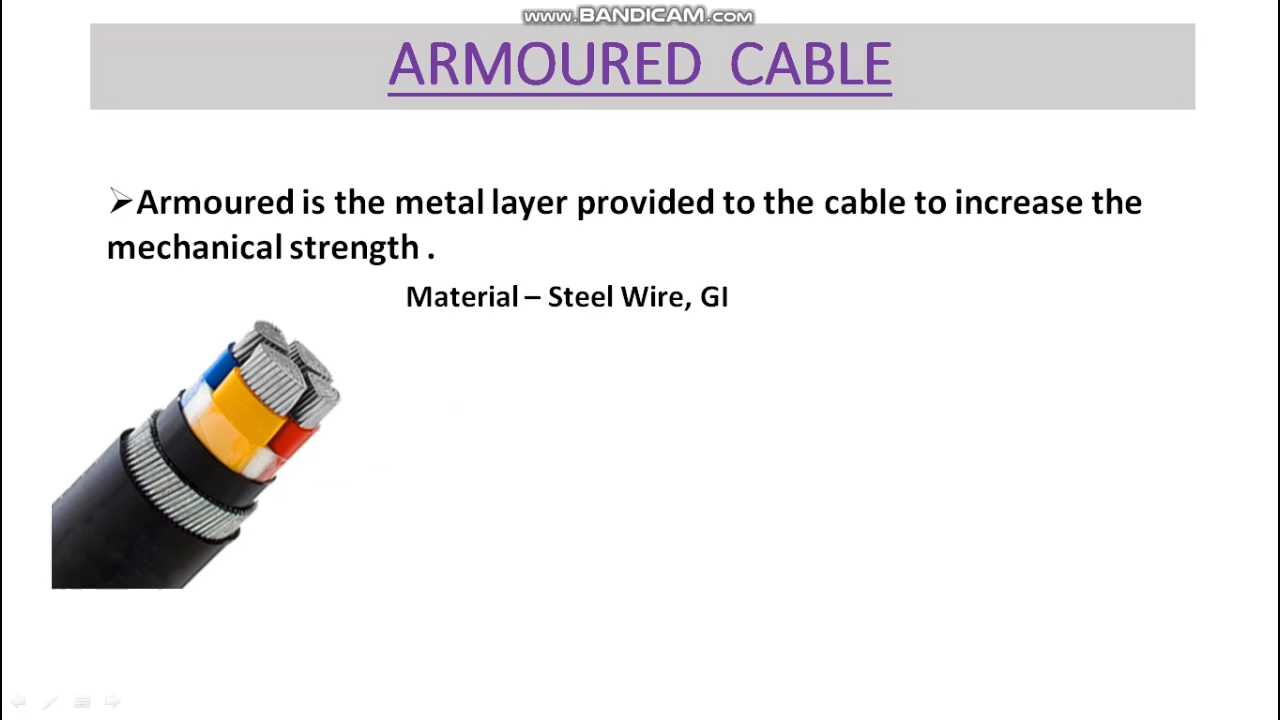 www.BANDICAM.com
ARMOURED CABLE
➢Armoured is the metal layer provided to the cable to increase the
mechanical strength .
Material – Steel Wire, GI